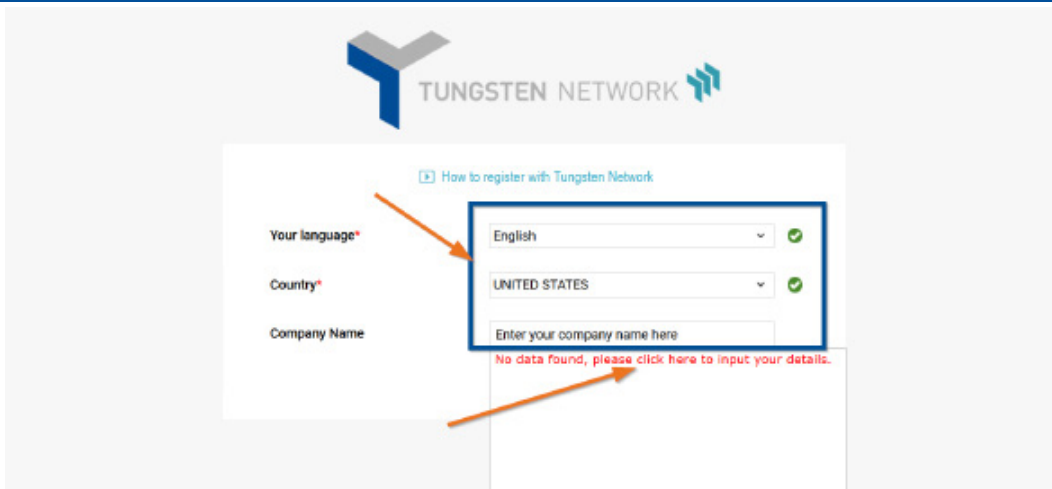 TUNGSTEN NETWORK
How to register with Tungsten Network
Your language* English
Country* UNITED STATES
Company Name Enter your company name here
No data found, please click here to input your details.